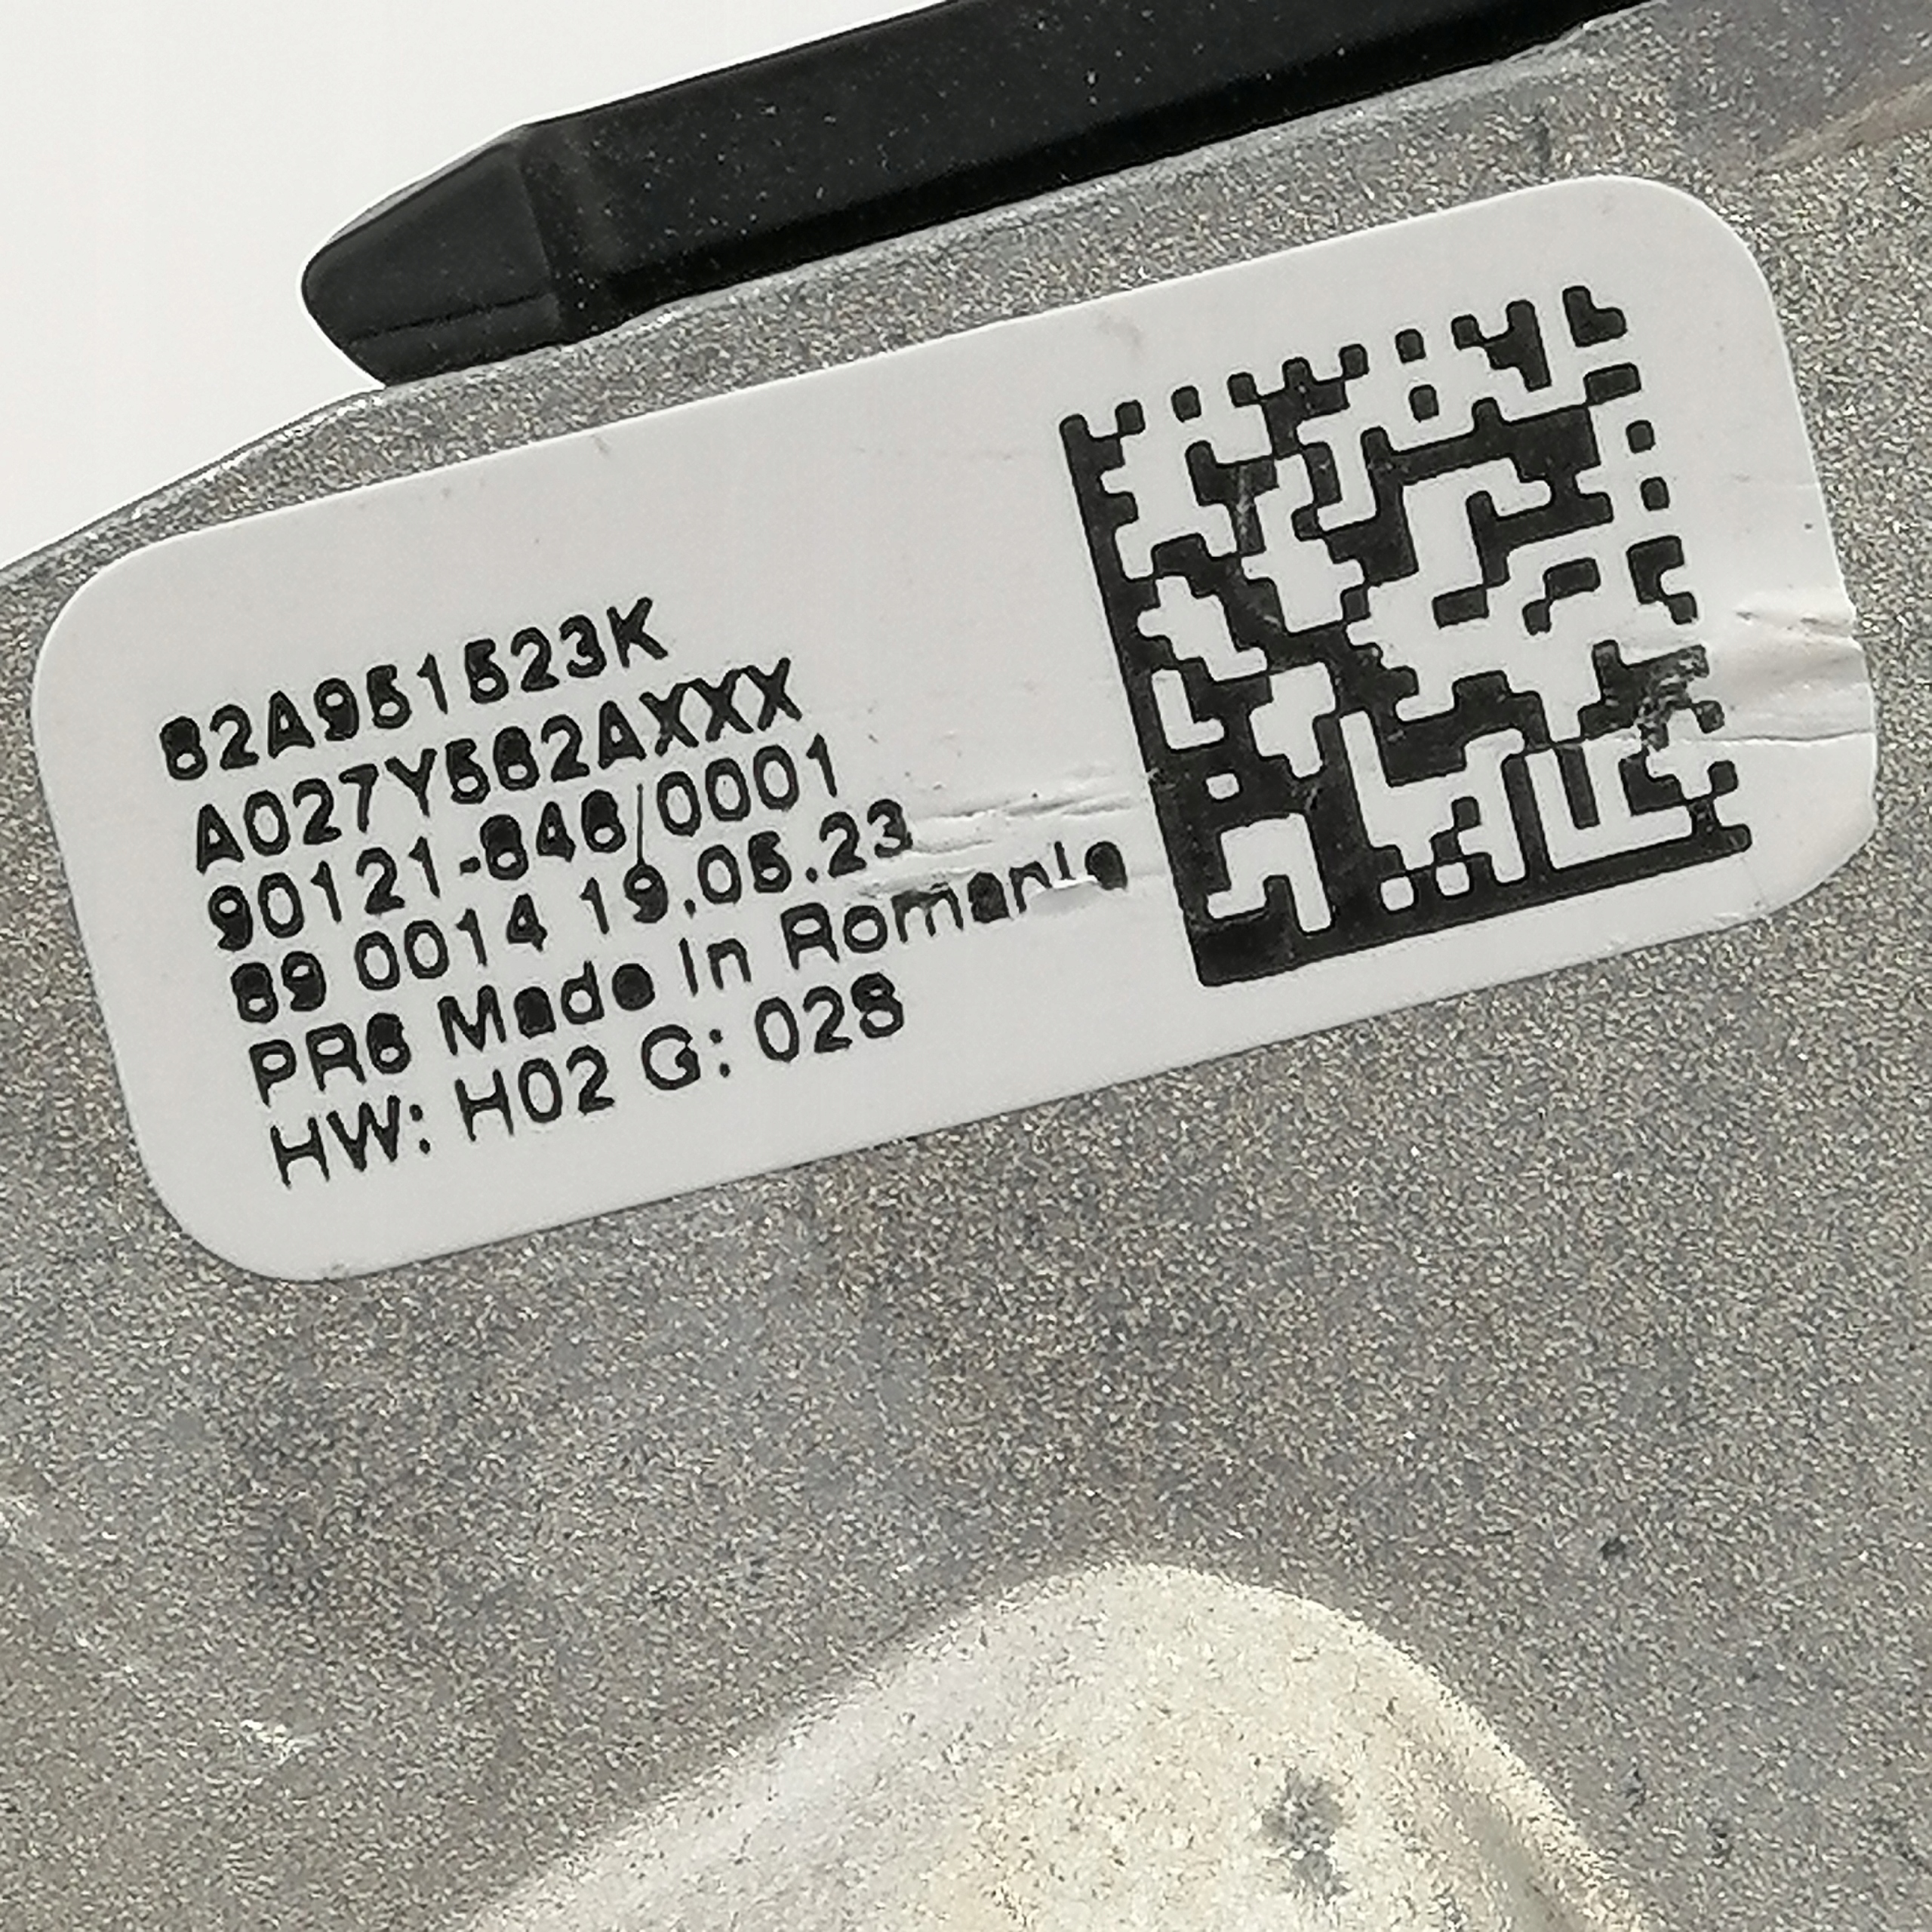 82A951523K
A027Y562AXXX
90121-846/0001
89 0014 19.05.23
PR6 Made In Romania
HW: H02 G: 028